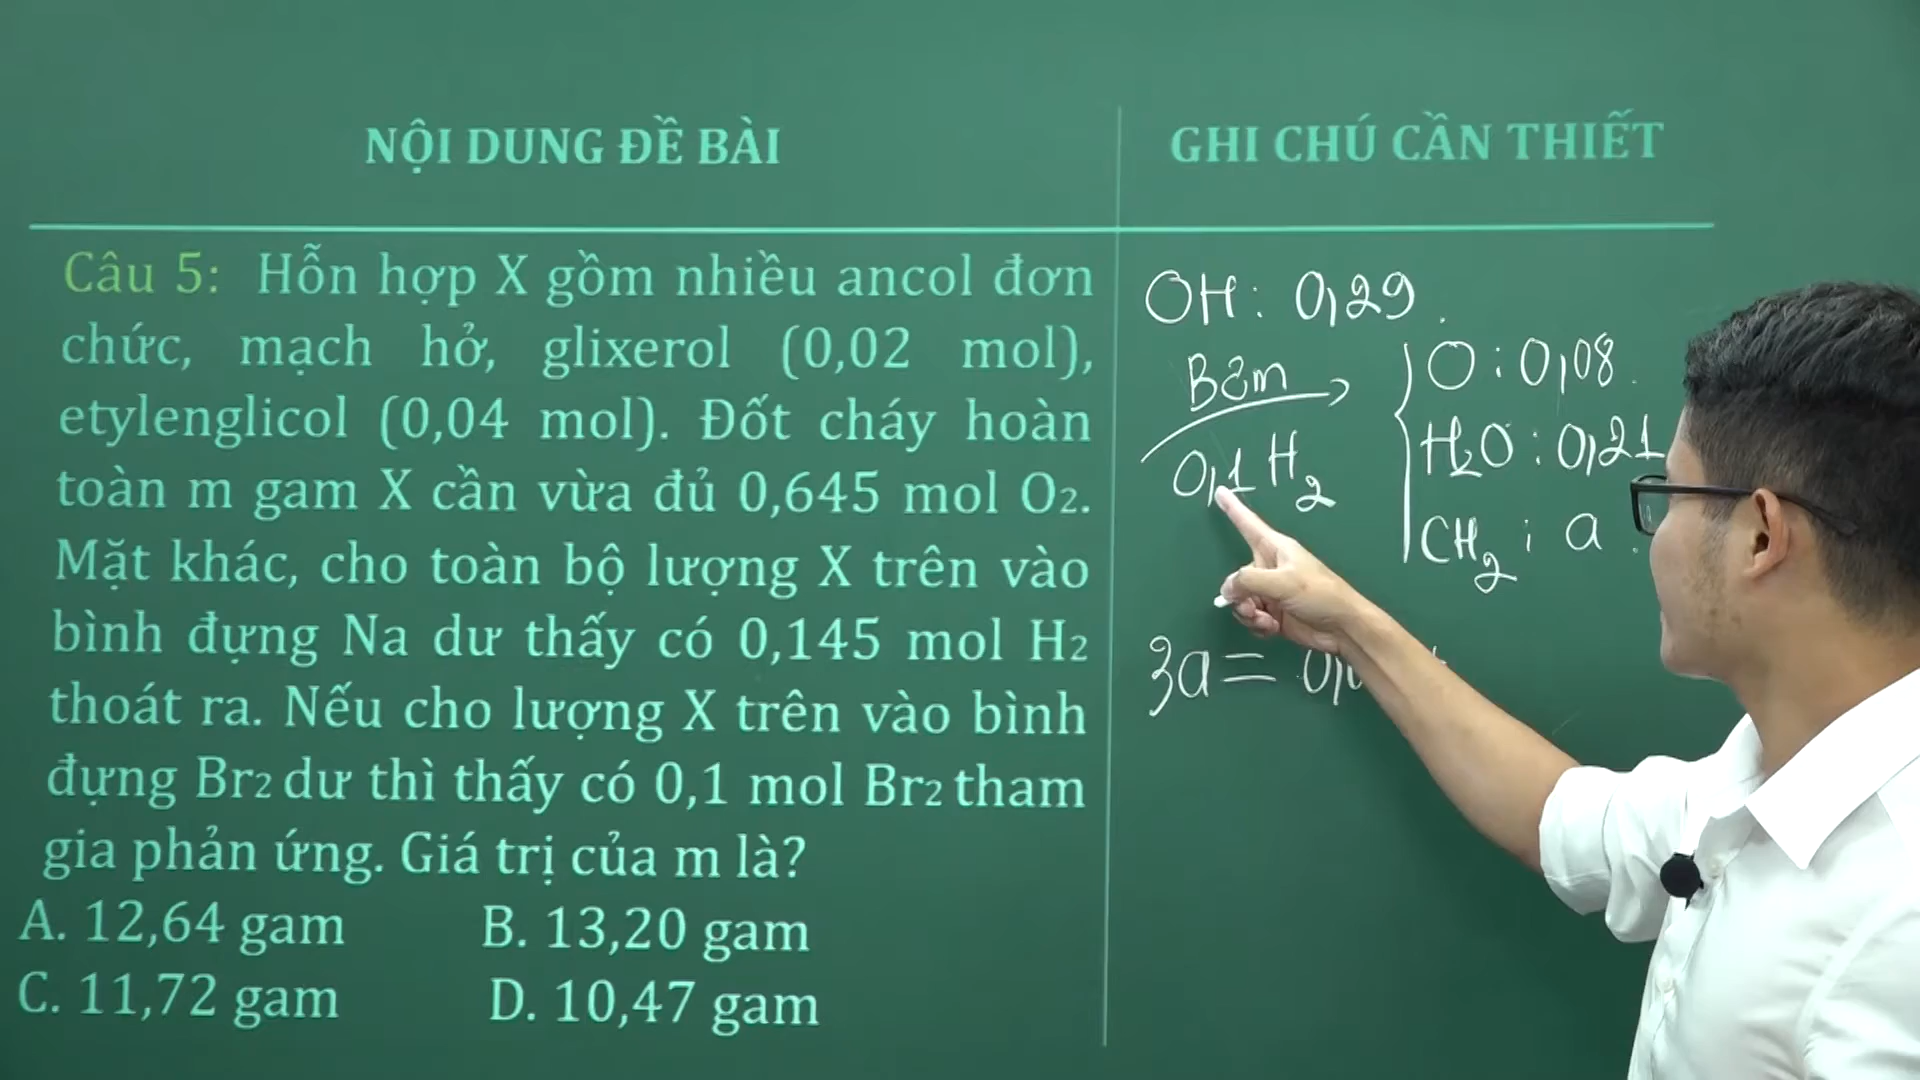 NỘI DUNG ĐỀ BÀI
GHI CHÚ CẦN THIẾT
Câu 5: Hỗn hợp X gồm nhiều ancol đơn
chức, mạch hở, glixerol (0,02 mol),
etylenglicol (0,04 mol). Đốt cháy hoàn
toàn m gam X cần vừa đủ 0,645 mol O2.
Mặt khác, cho toàn bộ lượng X trên vào
bình đựng Na dư thấy có 0,145 mol H2
thoát ra. Nếu cho lượng X trên vào bình
đựng Br2 dư thì thấy có 0,1 mol Br2 tham
gia phản ứng. Giá trị của m là?
A. 12,64 gam B. 13,20 gam
C. 11,72 gam D. 10,47 gam
OH: 0,29.
Bơm
0,1 H2
O: 0,08.
H2O: 0,21
CH2: a.
3a =